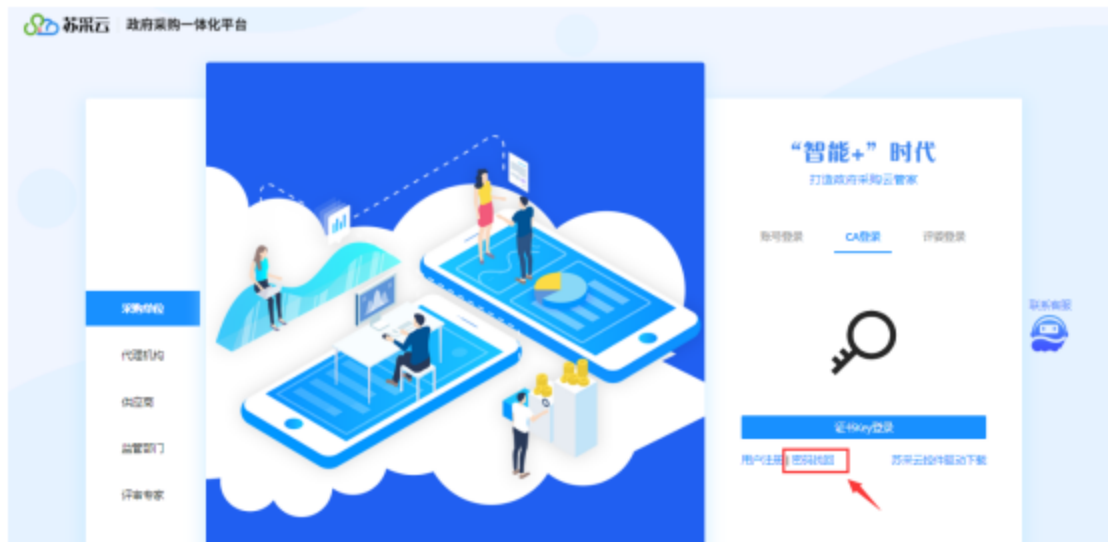 苏采云 政府采购一体化平台
“智能+”时代
打造政府采购云管家
账号登录 CA登录 评委登录
采购单位
代理机构
供应商
监管部门
评审专家
联系客服
证书Key登录
用户注册 密码找回 苏采云控件驱动下载